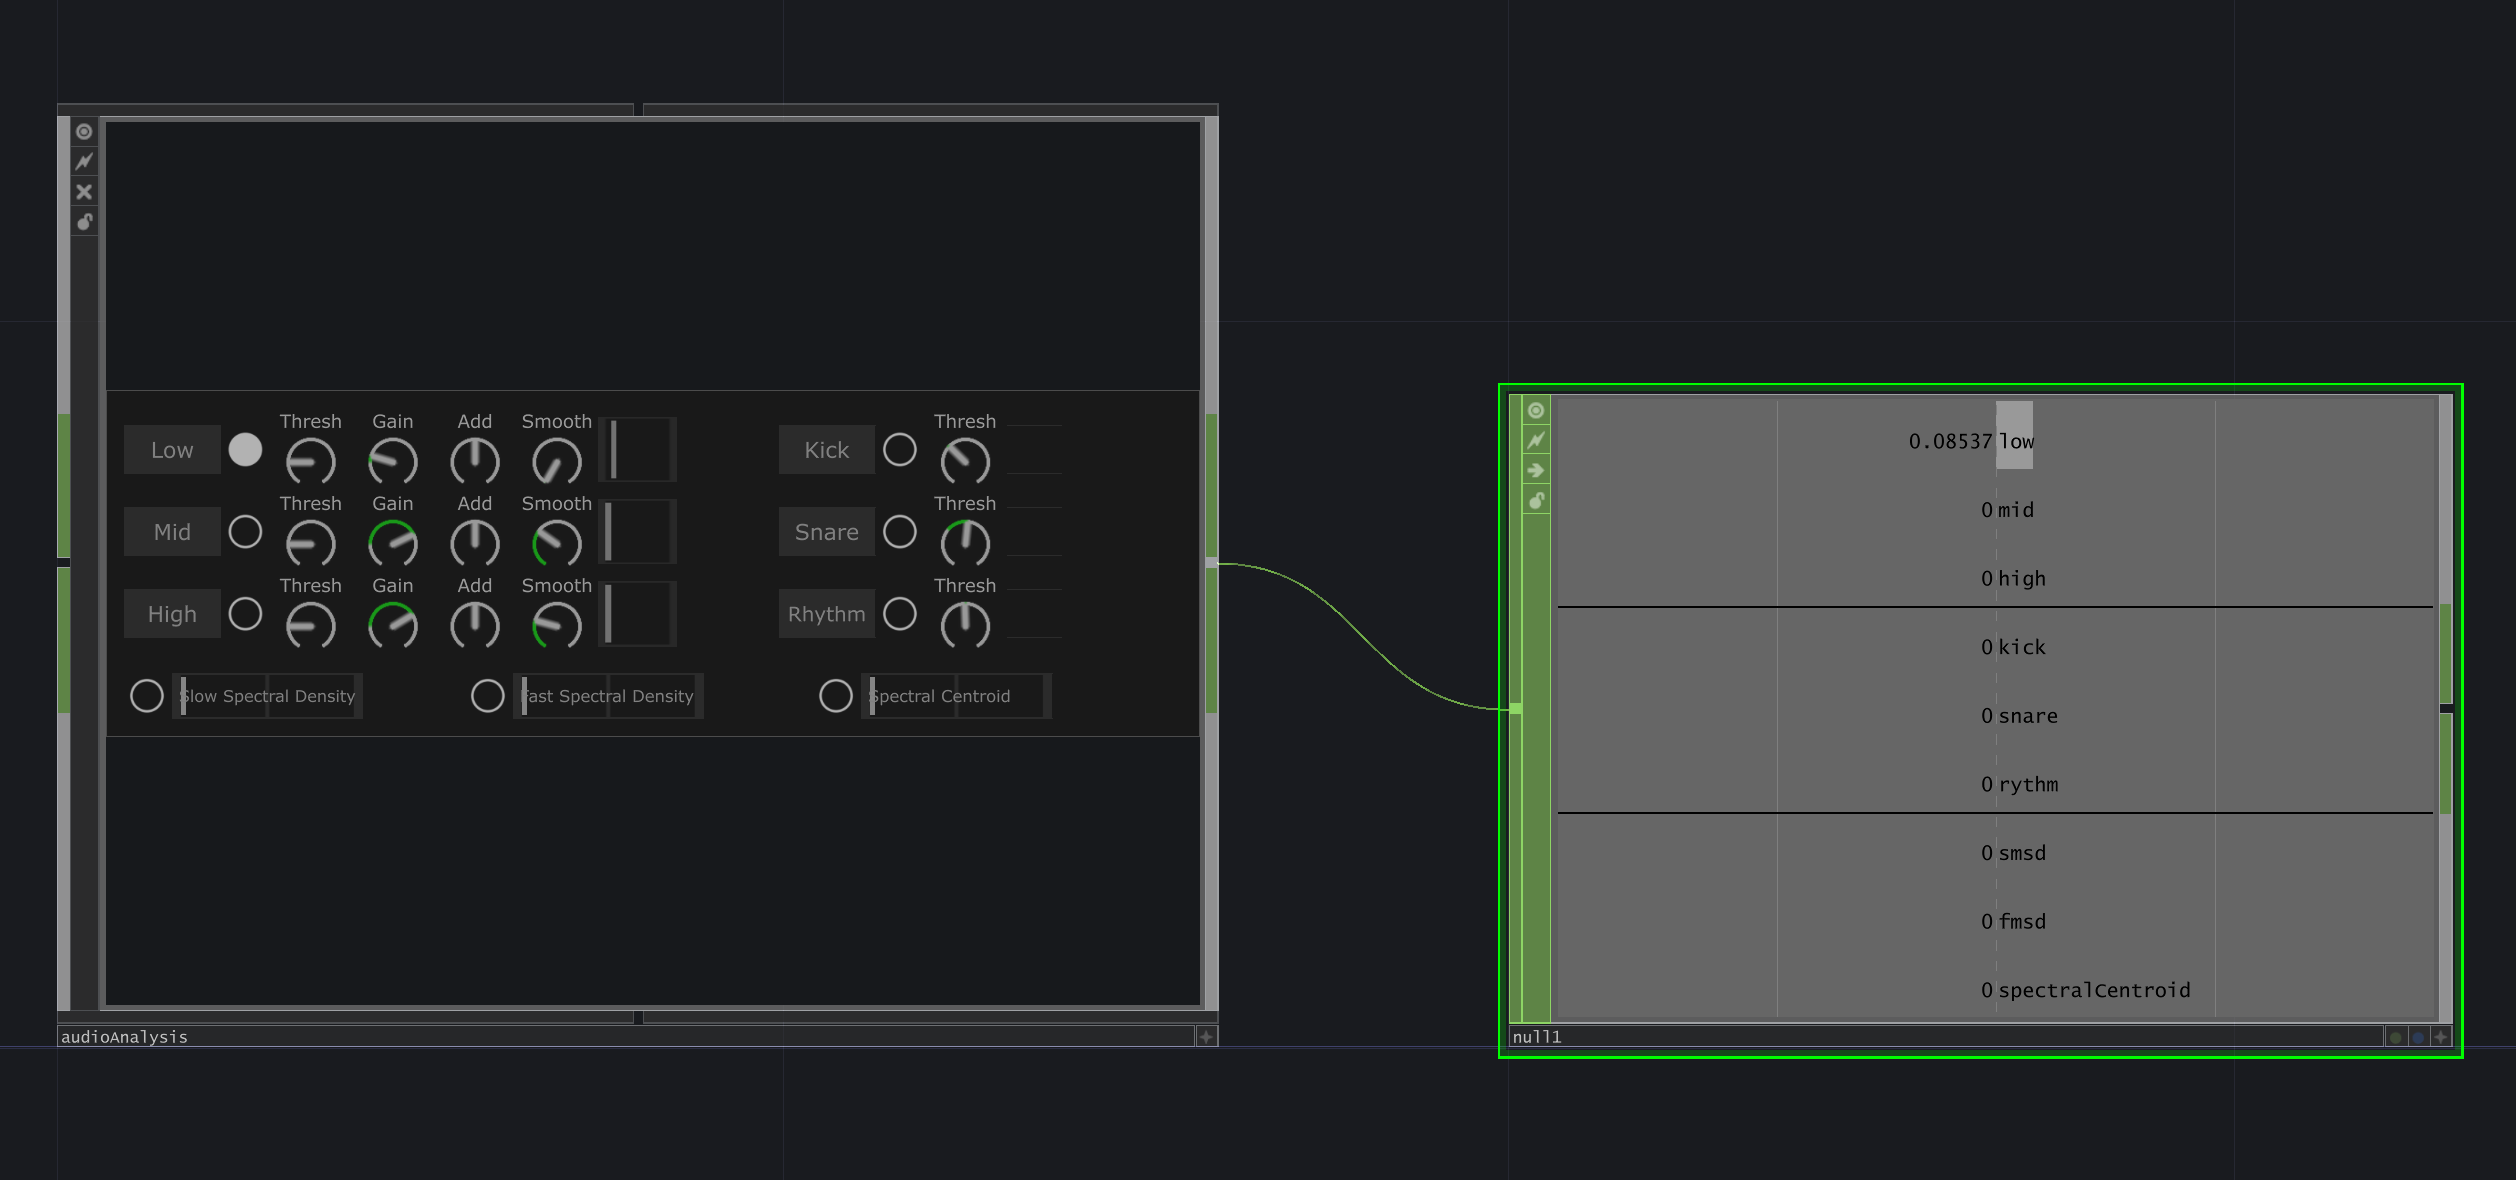 Thresh Gain Add Smooth
Low
Thresh Gain Add Smooth
Mid
Thresh Gain Add Smooth
High
Thresh
Kick
Thresh
Snare
Thresh
Rhythm
Slow Spectral Density
Fast Spectral Density
Spectral Centroid
audioAnalysis
0.08537 low
0 mid
0 high
0 kick
0 snare
0 rythm
0 smsd
0 fmsd
0 spectralCentroid
null1